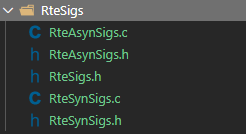 RteSigs
C RteAsynSigs.c
h RteAsynSigs.h
h RteSigs.h
C RteSynSigs.c
h RteSynSigs.h